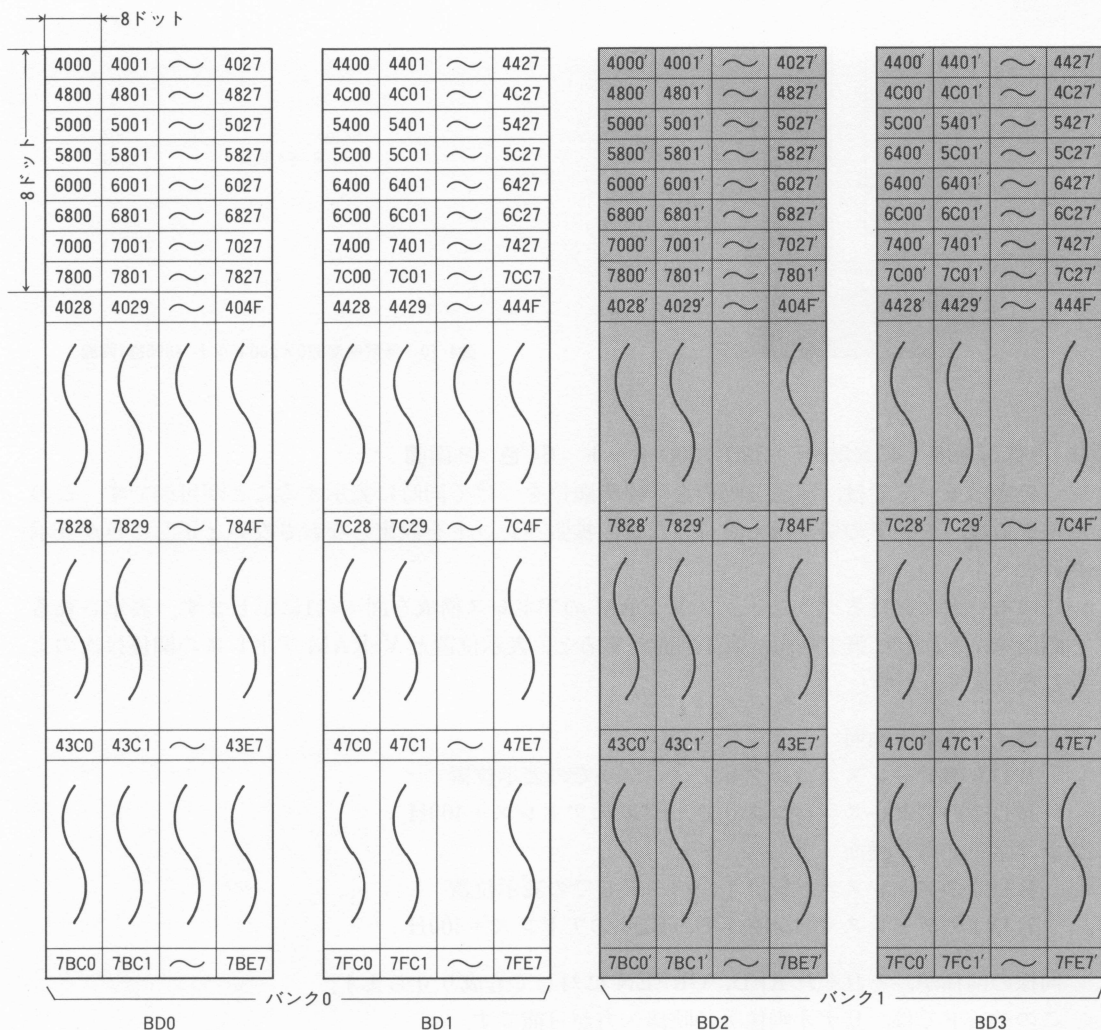 8ドット
8ドット
4000 4001 〜 4027
4800 4801 〜 4827
5000 5001 〜 5027
5800 5801 〜 5827
6000 6001 〜 6027
6800 6801 〜 6827
7000 7001 〜 7027
7800 7801 〜 7827
4028 4029 〜 404F
7828 7829 〜 784F
43C0 43C1 〜 43E7
7BC0 7BC1 〜 7BE7
4400 4401 〜 4427
4C00 4C01 〜 4C27
5400 5401 〜 5427
5C00 5C01 〜 5C27
6400 6401 〜 6427
6C00 6C01 〜 6C27
7400 7401 〜 7427
7C00 7C01 〜 7CC7
4428 4429 〜 444F
7C28 7C29 〜 7C4F
47C0 47C1 〜 47E7
7FC0 7FC1 〜 7FE7
4000′ 4001′ 〜 4027′
4800′ 4801′ 〜 4827′
5000′ 5001′ 〜 5027′
5800′ 5801′ 〜 5827′
6000′ 6001′ 〜 6027′
6800′ 6801′ 〜 6827′
7000′ 7001′ 〜 7027′
7800′ 7801′ 〜 7801′
4028′ 4029′ 〜 404F′
7828′ 7829′ 〜 784F′
43C0′ 43C1′ 〜 43E7′
7BC0′ 7BC1′ 〜 7BE7′
4400′ 4401′ 〜 4427′
4C00′ 4C01′ 〜 4C27′
5C00′ 5401′ 〜 5427′
6400′ 5C01′ 〜 5C27′
6400′ 6401′ 〜 6427′
6C00′ 6C01′ 〜 6C27′
7400′ 7401′ 〜 7427′
7C00′ 7C01′ 〜 7C27′
4428′ 4429′ 〜 444F′
7C28′ 7C29′ 〜 7C4F′
47C0′ 47C1′ 〜 47E7′
7FC0′ 7FC1′ 〜 7FE7′
バンク0
バンク1
BD0 BD1 BD2 BD3